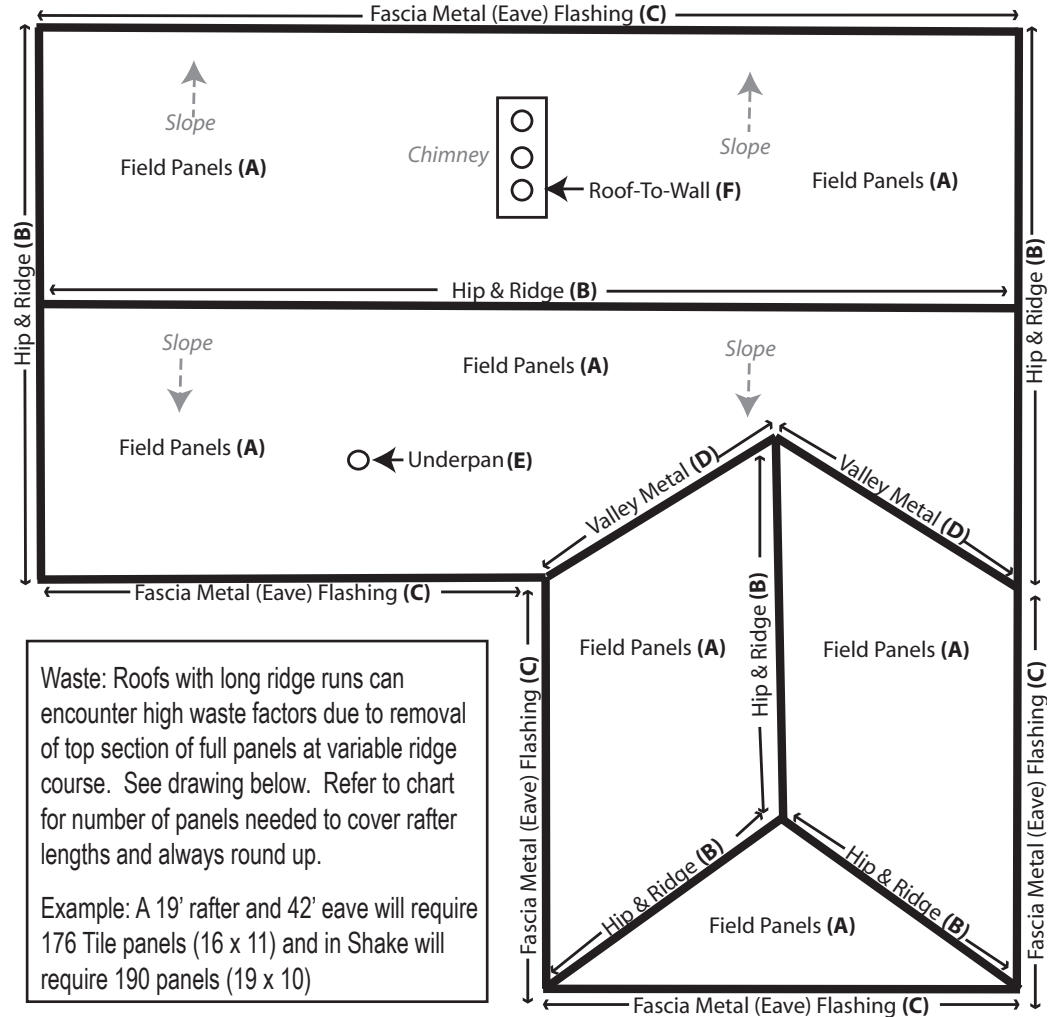 Fascia Metal (Eave) Flashing (C)
Slope
Field Panels (A)
Chimney
Roof-To-Wall (F)
Slope
Field Panels (A)
Hip & Ridge (B)
Hip & Ridge (B)
Hip & Ridge (B)
Slope
Field Panels (A)
Slope
Field Panels (A)
Underpan (E)
Valley Metal (D)
Valley Metal (D)
Fascia Metal (Eave) Flashing (C)
Field Panels (A)
Hip & Ridge (B)
Field Panels (A)
Fascia Metal (Eave) Flashing (C)
Fascia Metal (Eave) Flashing (C)
Hip & Ridge (B)
Hip & Ridge (B)
Field Panels (A)
Fascia Metal (Eave) Flashing (C)
Waste: Roofs with long ridge runs can
encounter high waste factors due to removal
of top section of full panels at variable ridge
course. See drawing below. Refer to chart
for number of panels needed to cover rafter
lengths and always round up.
Example: A 19' rafter and 42' eave will require
176 Tile panels (16 x 11) and in Shake will
require 190 panels (19 x 10)